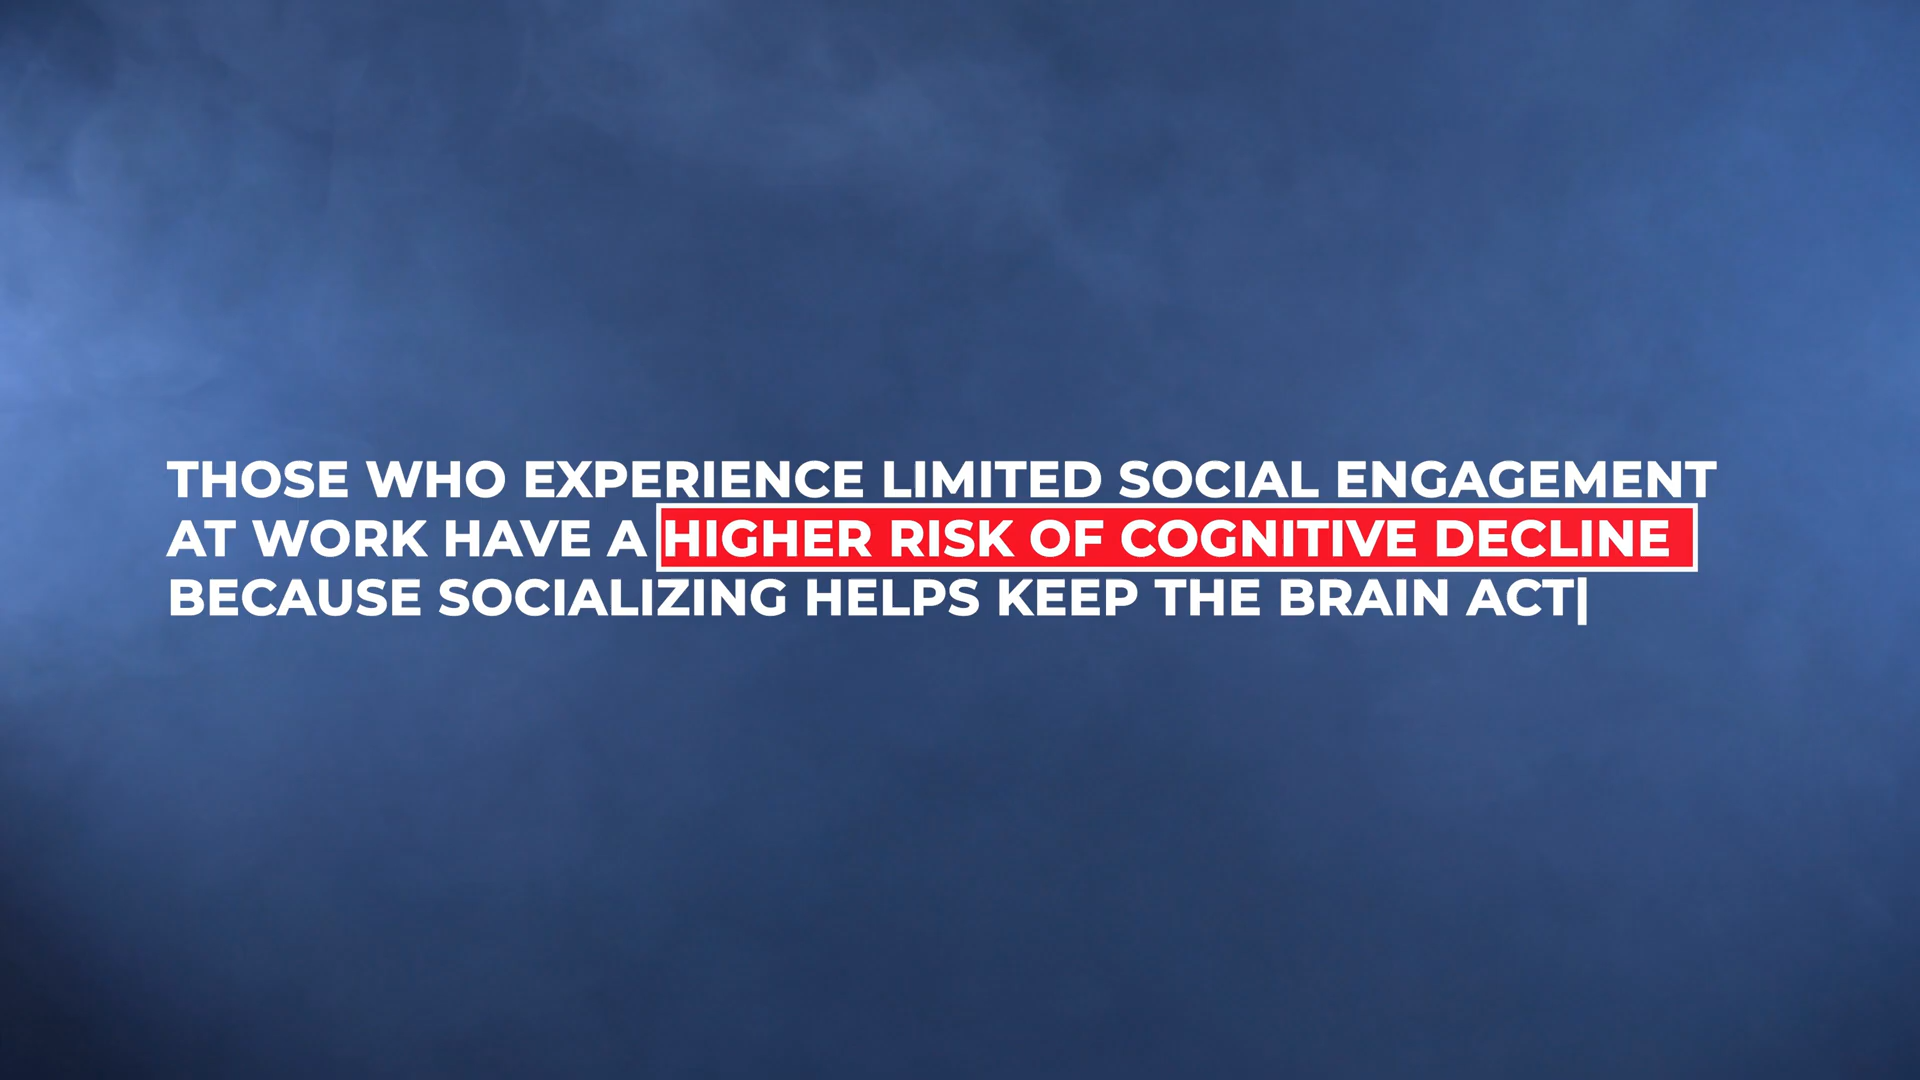 THOSE WHO EXPERIENCE LIMITED SOCIAL ENGAGEMENT
AT WORK HAVE A HIGHER RISK OF COGNITIVE DECLINE
BECAUSE SOCIALIZING HELPS KEEP THE BRAIN ACT